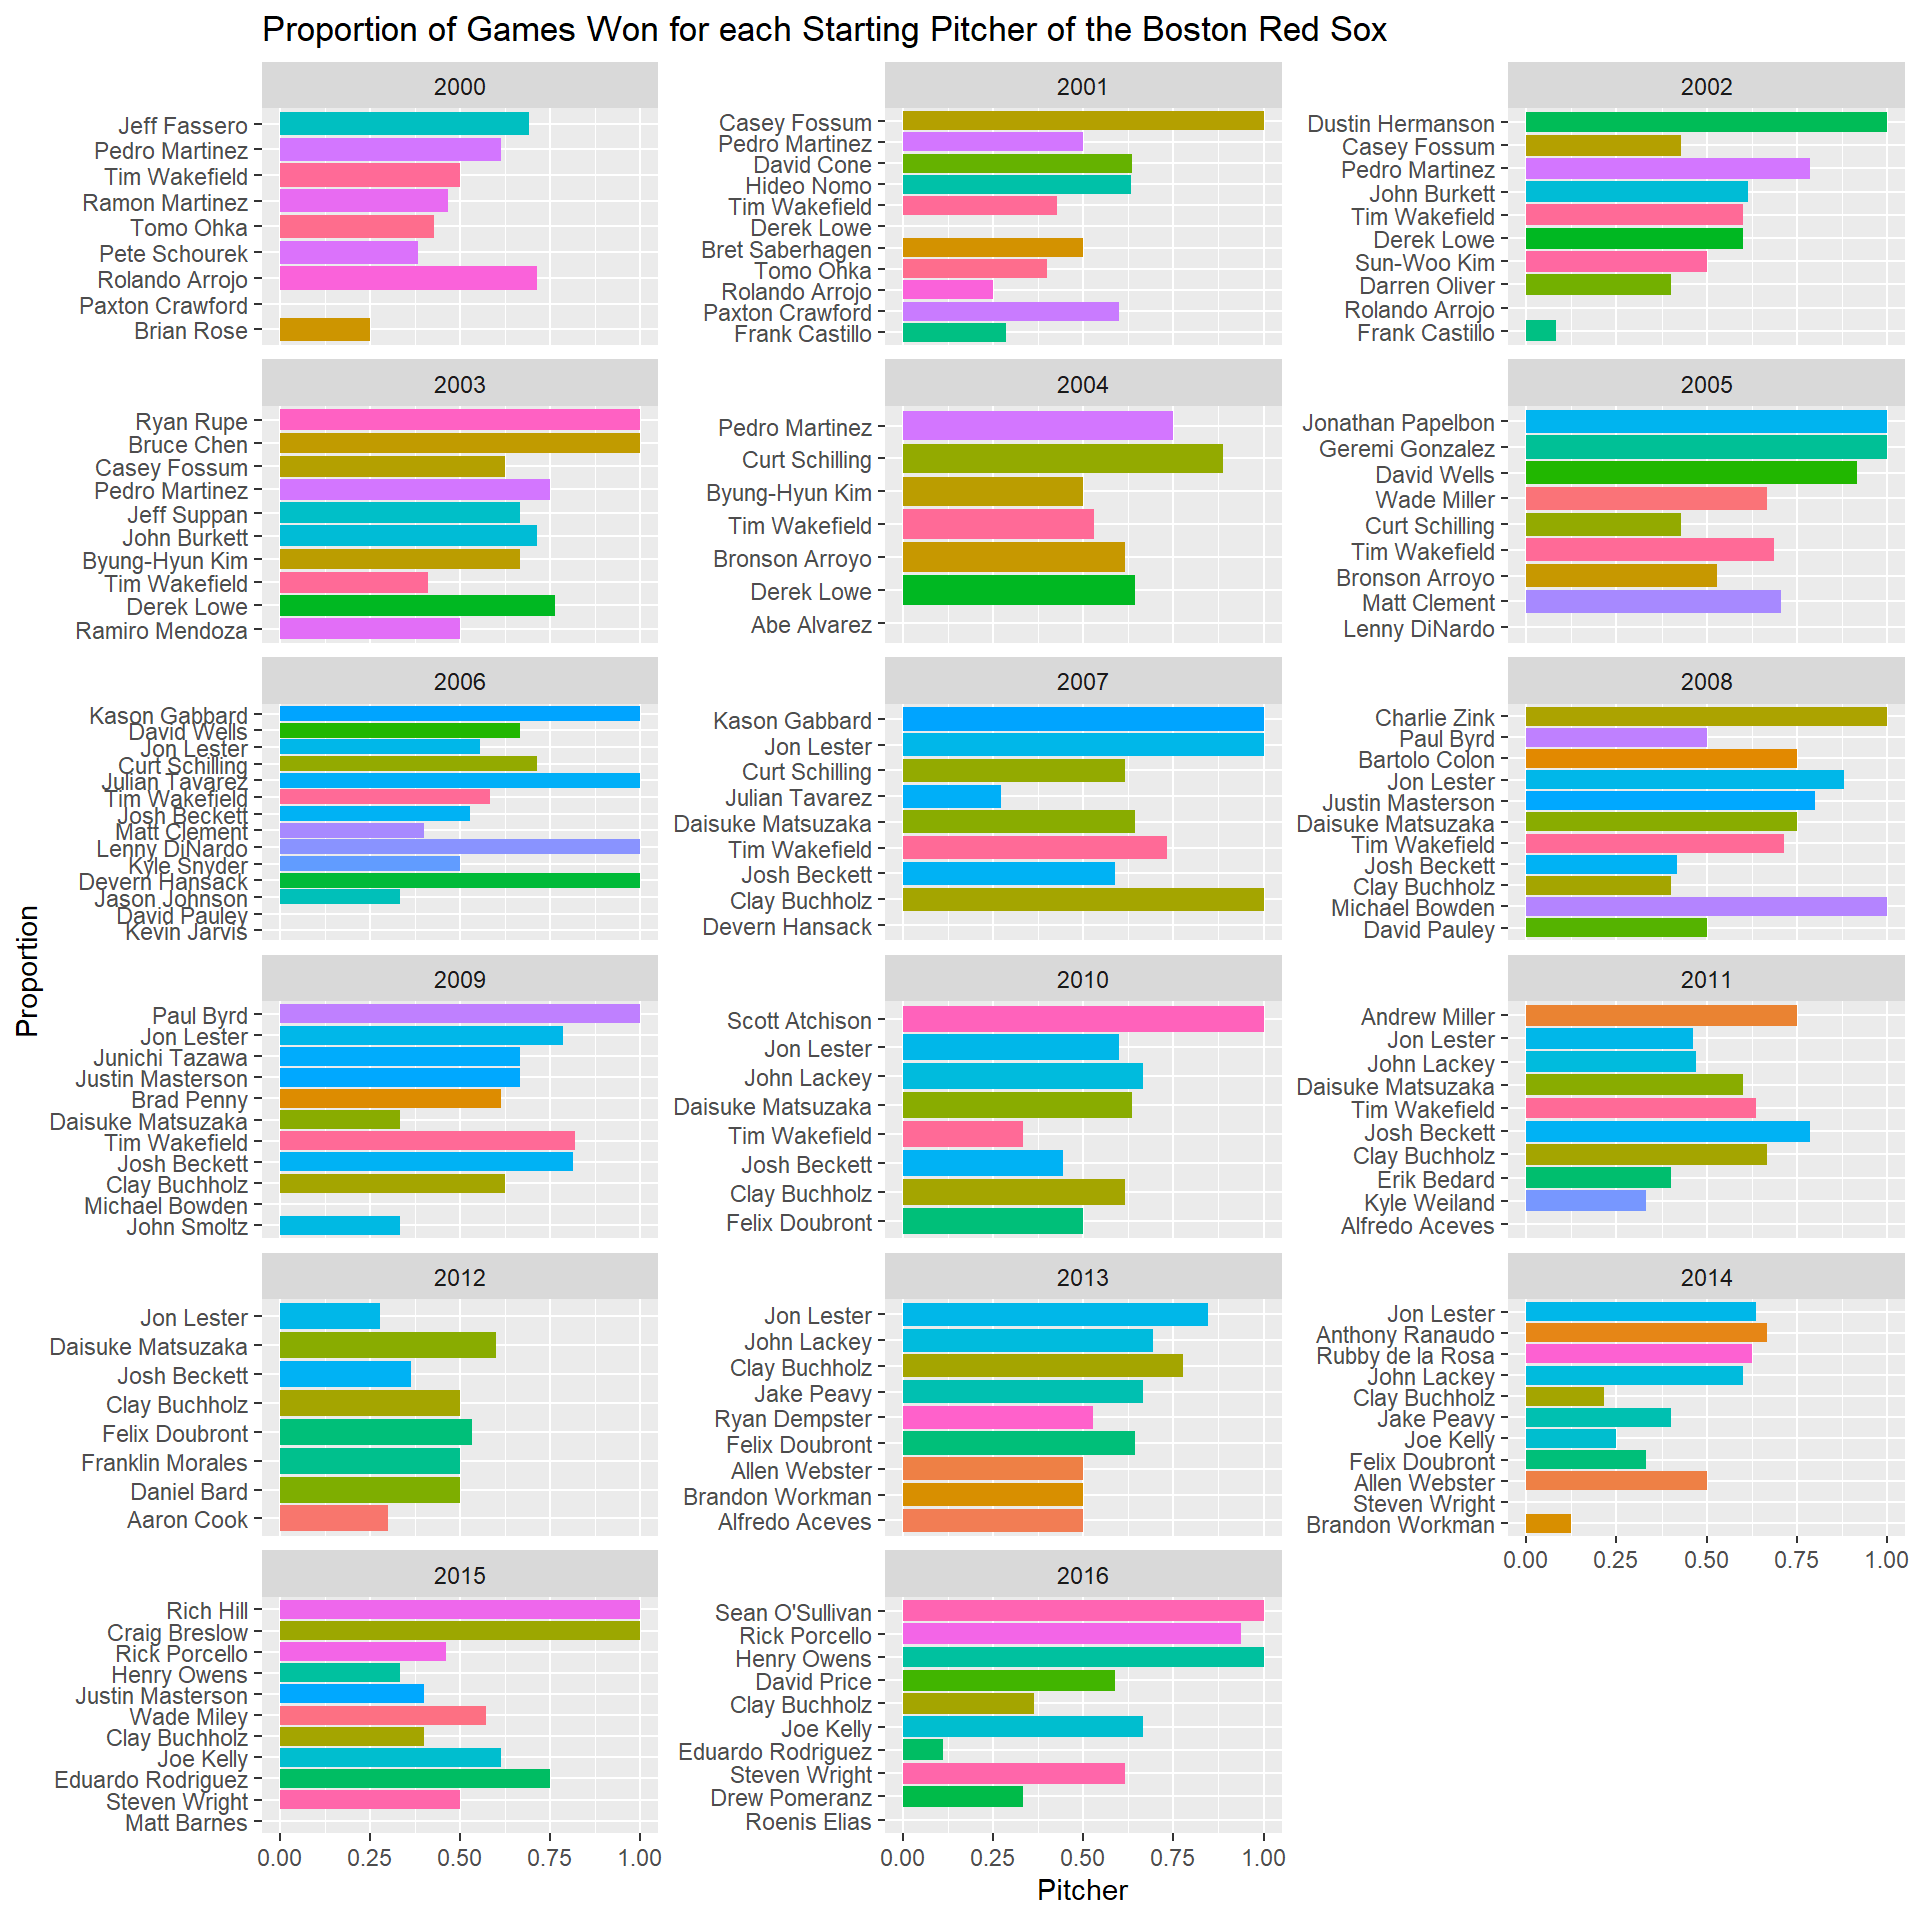 Proportion of Games Won for each Starting Pitcher of the Boston Red Sox
2000
Jeff Fassero
Pedro Martinez
Tim Wakefield
Ramon Martinez
Tomo Ohka
Pete Schourek
Rolando Arrojo
Paxton Crawford
Brian Rose
2001
Casey Fossum
Pedro Martinez
David Cone
Hideo Nomo
Tim Wakefield
Derek Lowe
Bret Saberhagen
Tomo Ohka
Rolando Arrojo
Paxton Crawford
Frank Castillo
2002
Dustin Hermanson
Casey Fossum
Pedro Martinez
John Burkett
Tim Wakefield
Derek Lowe
Sun-Woo Kim
Darren Oliver
Rolando Arrojo
Frank Castillo
2003
Ryan Rupe
Bruce Chen
Casey Fossum
Pedro Martinez
Jeff Suppan
John Burkett
Byung-Hyun Kim
Tim Wakefield
Derek Lowe
Ramiro Mendoza
2004
Pedro Martinez
Curt Schilling
Byung-Hyun Kim
Tim Wakefield
Bronson Arroyo
Derek Lowe
Abe Alvarez
2005
Jonathan Papelbon
Geremi Gonzalez
David Wells
Wade Miller
Curt Schilling
Tim Wakefield
Bronson Arroyo
Matt Clement
Lenny DiNardo
2006
Kason Gabbard
David Wells
Jon Lester
Curt Schilling
Julian Tavarez
Tim Wakefield
Josh Beckett
Matt Clement
Lenny DiNardo
Kyle Snyder
Devern Hansack
Jason Johnson
David Pauley
Kevin Jarvis
2007
Kason Gabbard
Jon Lester
Curt Schilling
Julian Tavarez
Daisuke Matsuzaka
Tim Wakefield
Josh Beckett
Clay Buchholz
Devern Hansack
2008
Charlie Zink
Paul Byrd
Bartolo Colon
Jon Lester
Justin Masterson
Daisuke Matsuzaka
Tim Wakefield
Josh Beckett
Clay Buchholz
Michael Bowden
David Pauley
Proportion
2009
Paul Byrd
Jon Lester
Junichi Tazawa
Justin Masterson
Brad Penny
Daisuke Matsuzaka
Tim Wakefield
Josh Beckett
Clay Buchholz
Michael Bowden
John Smoltz
2010
Scott Atchison
Jon Lester
John Lackey
Daisuke Matsuzaka
Tim Wakefield
Josh Beckett
Clay Buchholz
Felix Doubront
2011
Andrew Miller
Jon Lester
John Lackey
Daisuke Matsuzaka
Tim Wakefield
Josh Beckett
Clay Buchholz
Erik Bedard
Kyle Weiland
Alfredo Aceves
2012
Jon Lester
Daisuke Matsuzaka
Josh Beckett
Clay Buchholz
Felix Doubront
Franklin Morales
Daniel Bard
Aaron Cook
2013
Jon Lester
John Lackey
Clay Buchholz
Jake Peavy
Ryan Dempster
Felix Doubront
Allen Webster
Brandon Workman
Alfredo Aceves
2014
Jon Lester
Anthony Ranaudo
Rubby de la Rosa
John Lackey
Clay Buchholz
Jake Peavy
Joe Kelly
Felix Doubront
Allen Webster
Steven Wright
Brandon Workman
0.00 0.25 0.50 0.75 1.00
2015
Rich Hill
Craig Breslow
Rick Porcello
Henry Owens
Justin Masterson
Wade Miley
Clay Buchholz
Joe Kelly
Eduardo Rodriguez
Steven Wright
Matt Barnes
0.00 0.25 0.50 0.75 1.00
2016
Sean O'Sullivan
Rick Porcello
Henry Owens
David Price
Clay Buchholz
Joe Kelly
Eduardo Rodriguez
Steven Wright
Drew Pomeranz
Roenis Elias
0.00 0.25 0.50 0.75 1.00
Pitcher